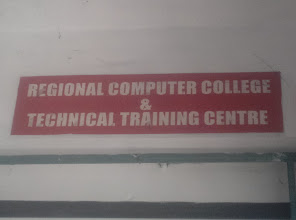 REGIONAL COMPUTER COLLEGE
&
TECHNICAL TRAINING CENTRE